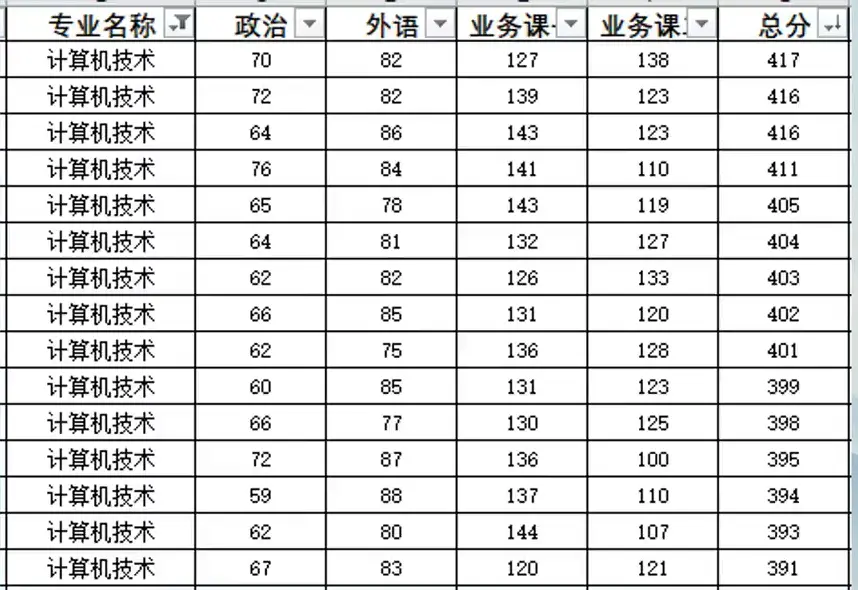 专业名称 政治 外语 业务课 业务课 总分
计算机技术 70 82 127 138 417
计算机技术 72 82 139 123 416
计算机技术 64 86 143 123 416
计算机技术 76 84 141 110 411
计算机技术 65 78 143 119 405
计算机技术 64 81 132 127 404
计算机技术 62 82 126 133 403
计算机技术 66 85 131 120 402
计算机技术 62 75 136 128 401
计算机技术 60 85 131 123 399
计算机技术 66 77 130 125 398
计算机技术 72 87 136 100 395
计算机技术 59 88 137 110 394
计算机技术 62 80 144 107 393
计算机技术 67 83 120 121 391